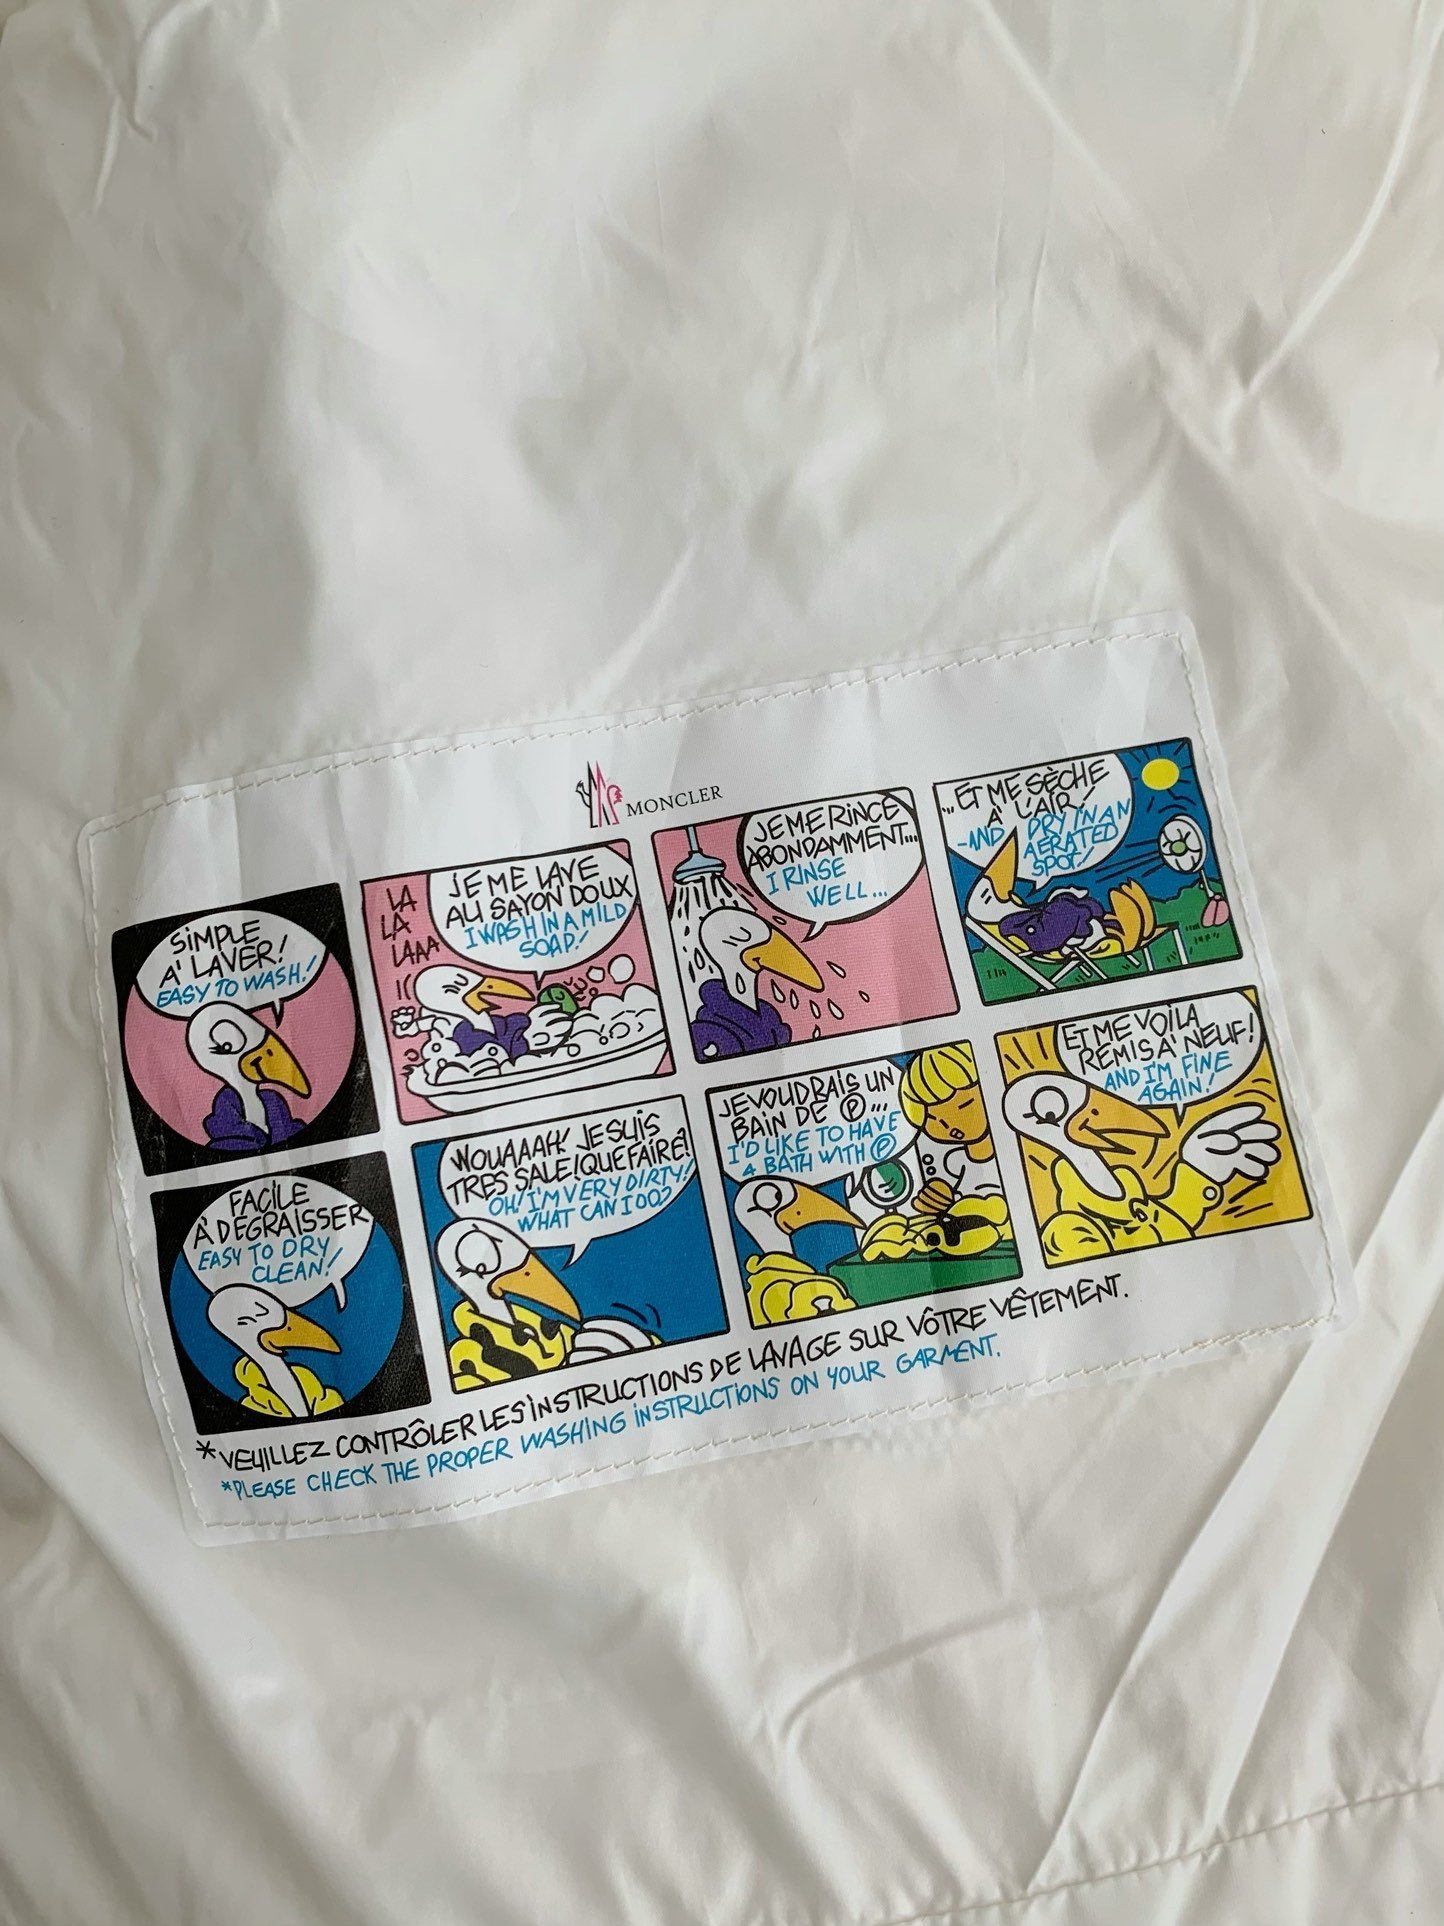 MONCLER
SIMPLE
A' LAVER!
EASY TO WASH!
LA
LA
LAAA
JE ME LAVE
AU SAVON DOUX
I WASH IN A MILD
SOAP!
JE ME RINCE
ABONDAMMENT...
I RINSE
WELL...
...ET ME SÈCHE
À L'AIR!
-AND DRY IN AN
AERATED
SPOT!
FACILE
À DEGRAISSER
EASY TO DRY
CLEAN!
WOUAAAH! JE SUIS
TRES SALE! QUE FAIRE?
OH! I'M VERY DIRTY!
WHAT CAN I DO?
JE VOUDRAIS UN
BAIN DE Ⓟ...
I'D LIKE TO HAVE
A BATH WITH Ⓟ
ET ME VOILA
REMIS A' NEUF!
AND I'M FINE
AGAIN!
*VEUILLEZ CONTRÔLER LES INSTRUCTIONS DE LAVAGE SUR VÔTRE VÊTEMENT.
*PLEASE CHECK THE PROPER WASHING INSTRUCTIONS ON YOUR GARMENT.